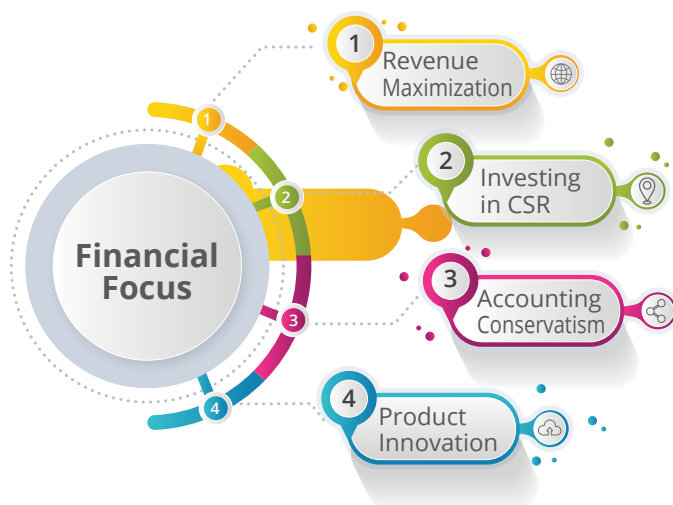 Financial
Focus
1
2
3
4
1
Revenue
Maximization
2
Investing
in CSR
3
Accounting
Conservatism
4
Product
Innovation